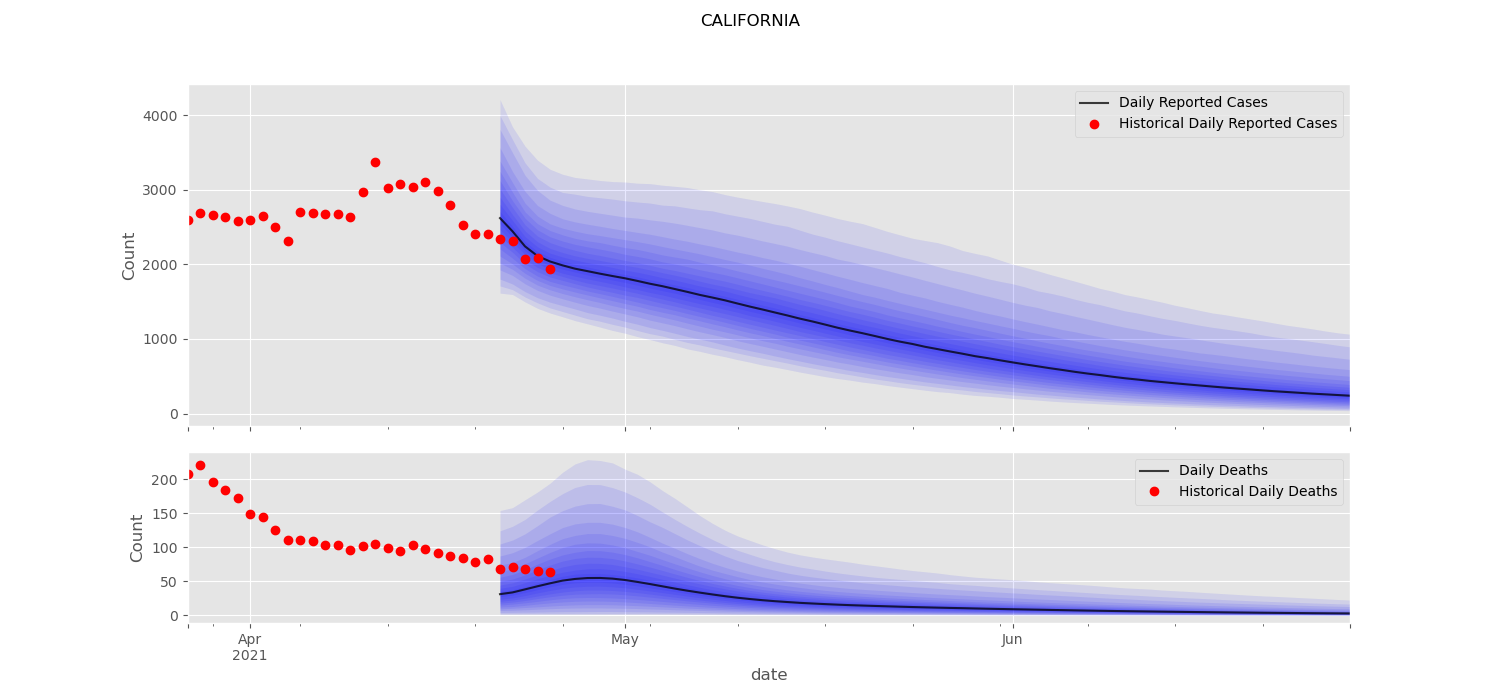 CALIFORNIA
Daily Reported Cases
Historical Daily Reported Cases
4000
3000
2000
1000
0
Count
Daily Deaths
Historical Daily Deaths
200
150
100
50
0
Count
Apr
2021
May
Jun
date